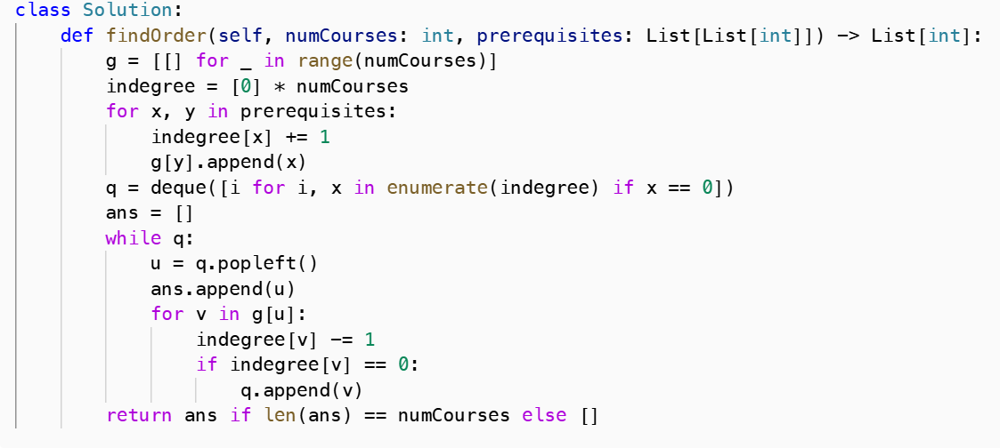 class Solution:
    def findOrder(self, numCourses: int, prerequisites: List[List[int]]) -> List[int]:
        g = [[] for _ in range(numCourses)]
        indegree = [0] * numCourses
        for x, y in prerequisites:
            indegree[x] += 1
            g[y].append(x)
        q = deque([i for i, x in enumerate(indegree) if x == 0])
        ans = []
        while q:
            u = q.popleft()
            ans.append(u)
            for v in g[u]:
                indegree[v] -= 1
                if indegree[v] == 0:
                    q.append(v)
        return ans if len(ans) == numCourses else []